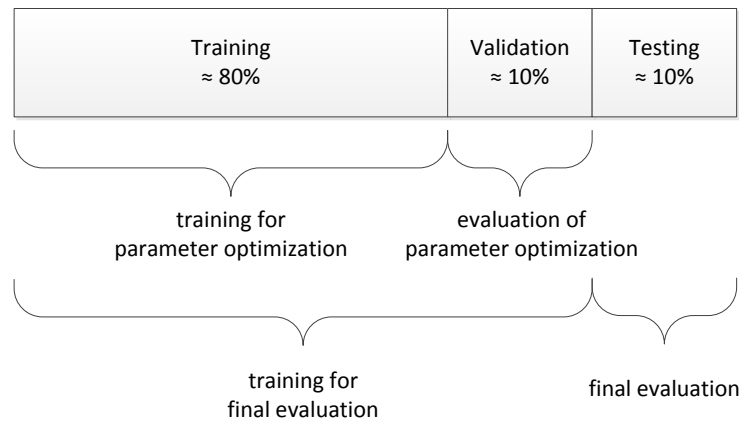 Training
≈ 80%
Validation
≈ 10%
Testing
≈ 10%
training for
parameter optimization
evaluation of
parameter optimization
training for
final evaluation
final evaluation